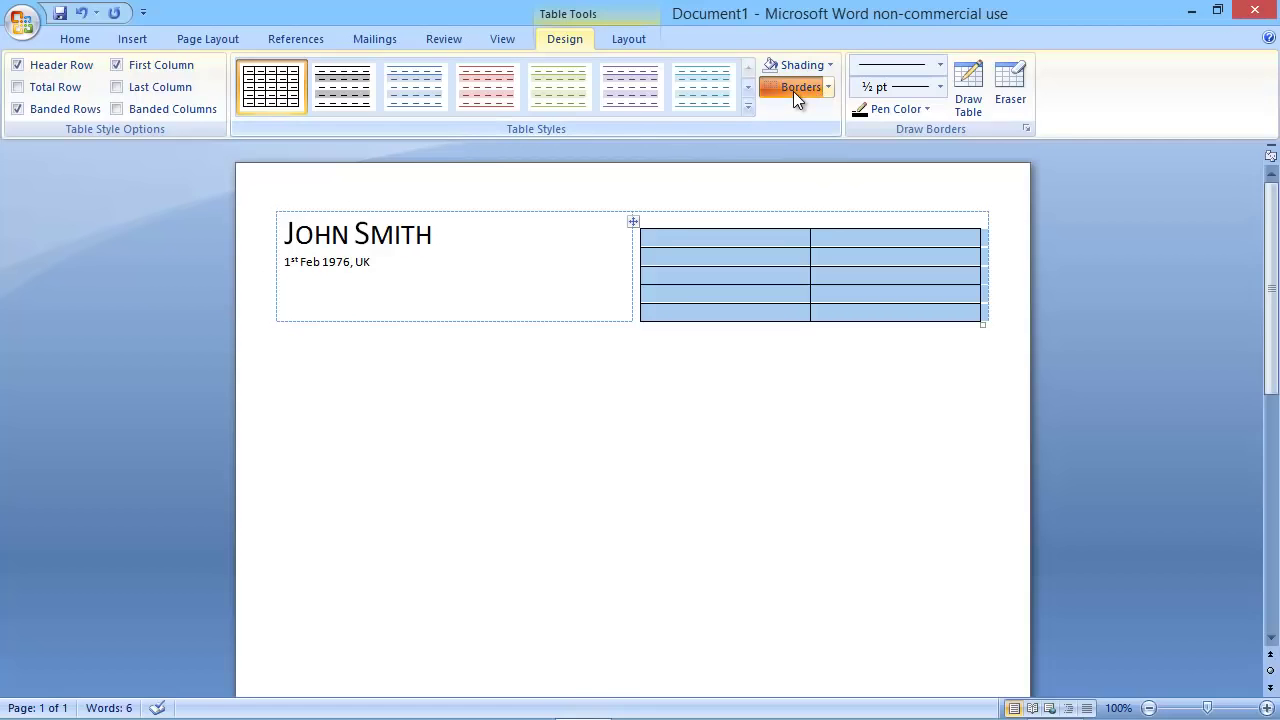 Table Tools
Document1 - Microsoft Word non-commercial use
Home Insert Page Layout References Mailings Review View Design Layout
Header Row First Column
Total Row Last Column
Banded Rows Banded Columns
Table Style Options
Table Styles
Shading
Borders
½ pt
Pen Color
Draw Table
Eraser
Draw Borders
JOHN SMITH
1st Feb 1976, UK
Page: 1 of 1 Words: 6 100%